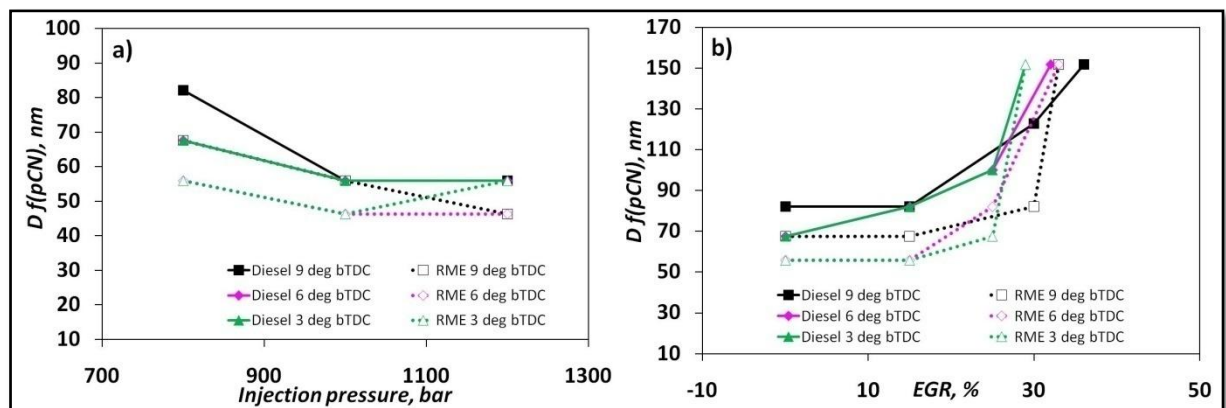 a)
D f(pCN), nm
100
90
80
70
60
50
40
30
20
10
Diesel 9 deg bTDC
RME 9 deg bTDC
Diesel 6 deg bTDC
RME 6 deg bTDC
Diesel 3 deg bTDC
RME 3 deg bTDC
700 900 1100 1300
Injection pressure, bar
b)
D f(pCN), nm
170
150
130
110
90
70
50
30
10
Diesel 9 deg bTDC
RME 9 deg bTDC
Diesel 6 deg bTDC
RME 6 deg bTDC
Diesel 3 deg bTDC
RME 3 deg bTDC
-10 10 30 50
EGR, %